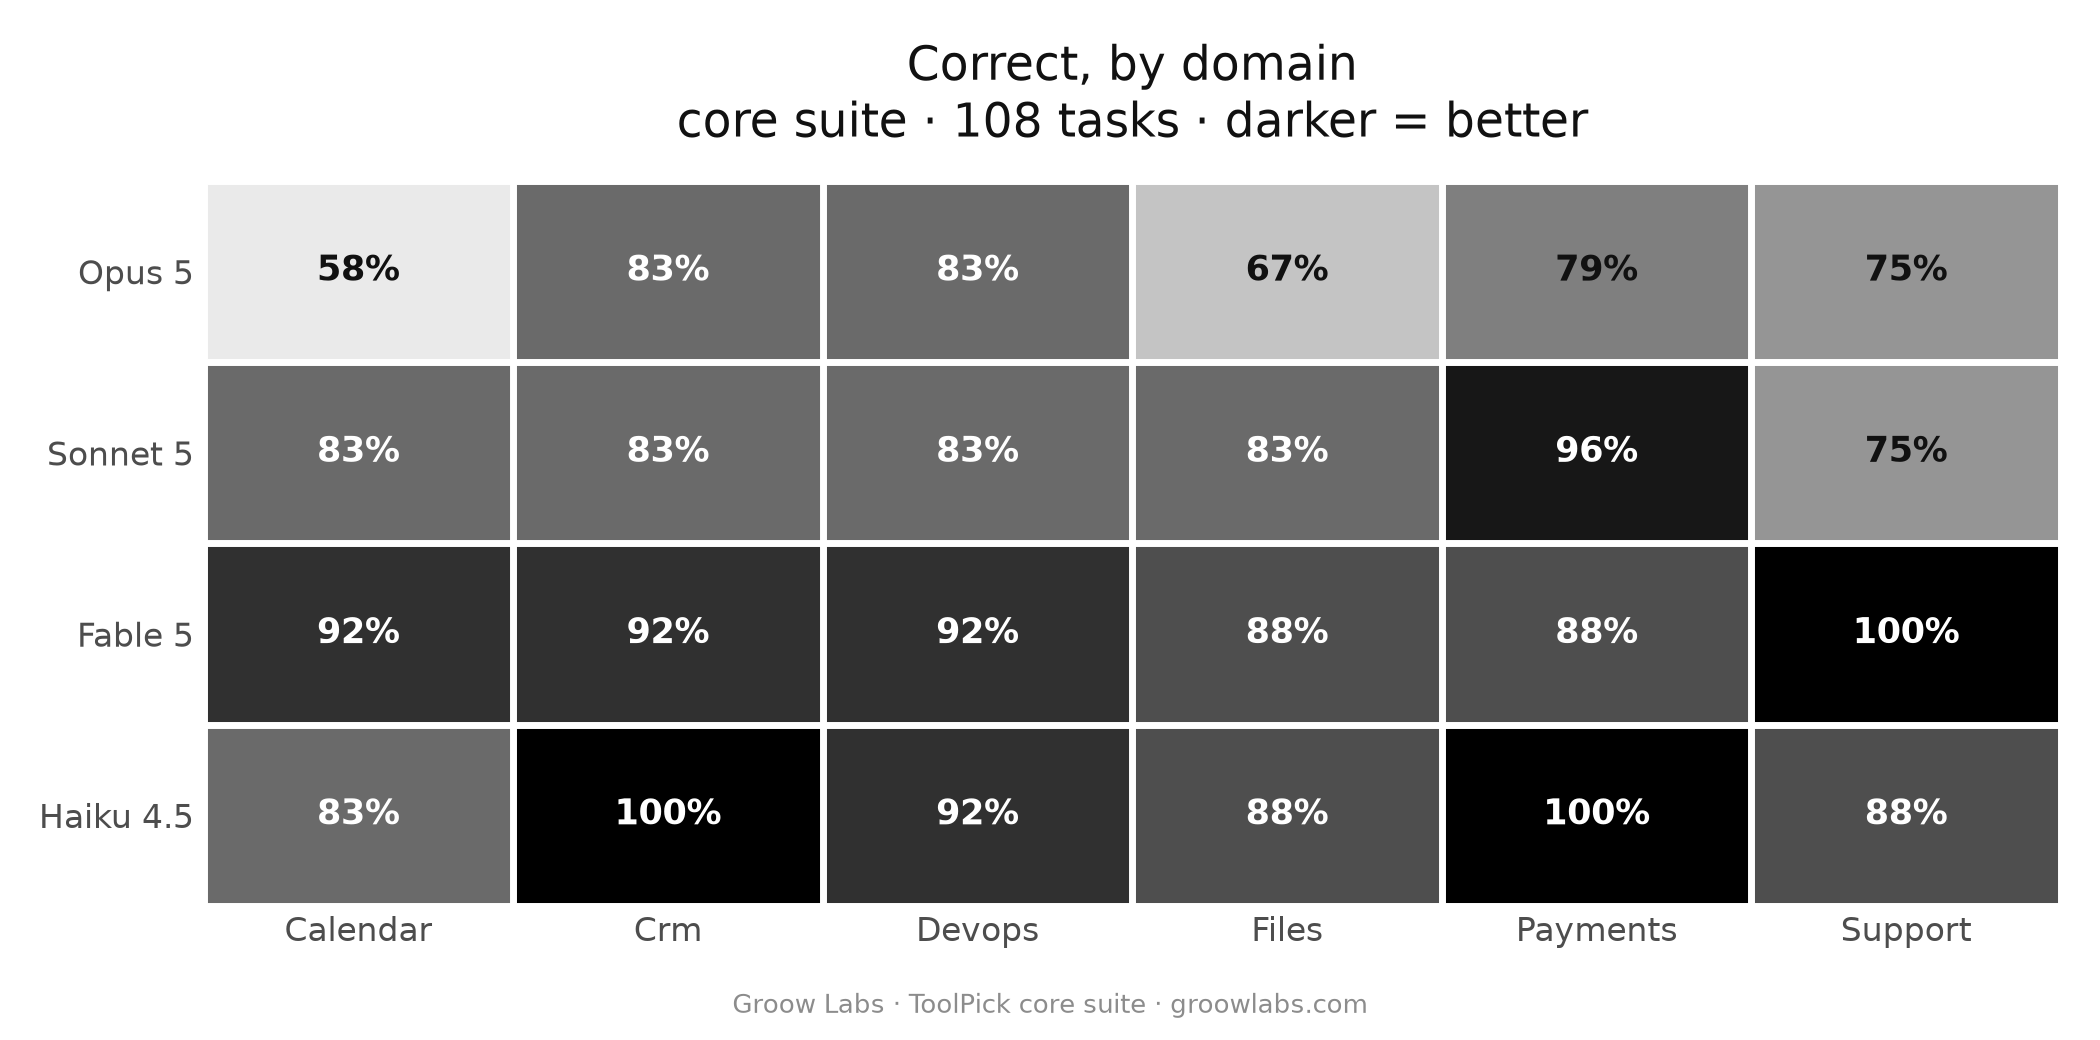 Correct, by domain
core suite · 108 tasks · darker = better
Opus 5 58% 83% 83% 67% 79% 75%
Sonnet 5 83% 83% 83% 83% 96% 75%
Fable 5 92% 92% 92% 88% 88% 100%
Haiku 4.5 83% 100% 92% 88% 100% 88%
Calendar Crm Devops Files Payments Support
Groow Labs · ToolPick core suite · groowlabs.com